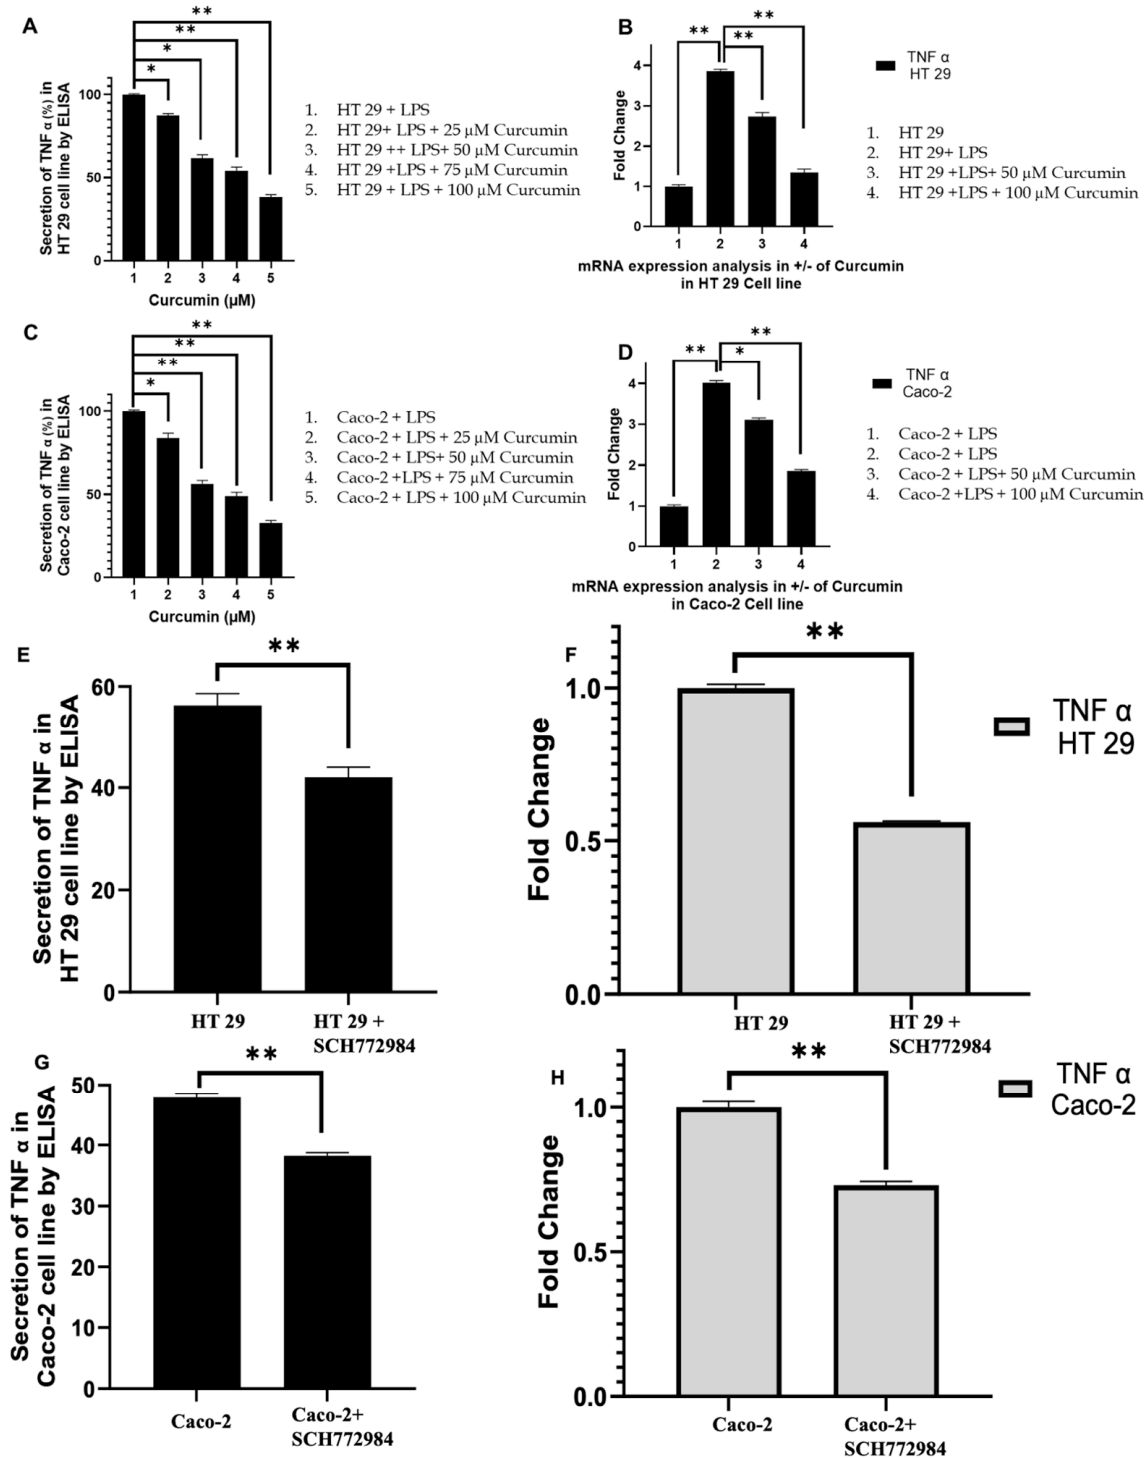 A
**
**
*
*
Secretion of TNF α (%) in
HT 29 cell line by ELISA
100
50
0
1 2 3 4 5
Curcumin (μM)
1. HT 29 + LPS
2. HT 29+ LPS + 25 μM Curcumin
3. HT 29 ++ LPS+ 50 μM Curcumin
4. HT 29 +LPS + 75 μM Curcumin
5. HT 29 + LPS + 100 μM Curcumin
B
**
**
**
Fold Change
4
3
2
1
0
1 2 3 4
mRNA expression analysis in +/- of Curcumin
in HT 29 Cell line
TNF α
HT 29
1. HT 29
2. HT 29+ LPS
3. HT 29 +LPS+ 50 μM Curcumin
4. HT 29 +LPS + 100 μM Curcumin
C
**
**
**
*
Secretion of TNF α (%) in
Caco-2 cell line by ELISA
100
50
0
1 2 3 4 5
Curcumin (μM)
1. Caco-2 + LPS
2. Caco-2 + LPS + 25 μM Curcumin
3. Caco-2 + LPS+ 50 μM Curcumin
4. Caco-2 +LPS + 75 μM Curcumin
5. Caco-2 + LPS + 100 μM Curcumin
D
**
** *
Fold Change
4
3
2
1
0
1 2 3 4
mRNA expression analysis in +/- of Curcumin
in Caco-2 Cell line
TNF α
Caco-2
1. Caco-2 + LPS
2. Caco-2 + LPS
3. Caco-2 + LPS+ 50 μM Curcumin
4. Caco-2 +LPS + 100 μM Curcumin
E
**
Secretion of TNF α in
HT 29 cell line by ELISA
60
40
20
0
HT 29
HT 29 +
SCH772984
F
**
Fold Change
1.0
0.5
0.0
HT 29
HT 29 +
SCH772984
TNF α
HT 29
G
**
Secretion of TNF α in
Caco-2 cell line by ELISA
50
40
30
20
10
0
Caco-2
Caco-2+
SCH772984
H
**
Fold Change
1.0
0.5
0.0
Caco-2
Caco-2+
SCH772984
TNF α
Caco-2